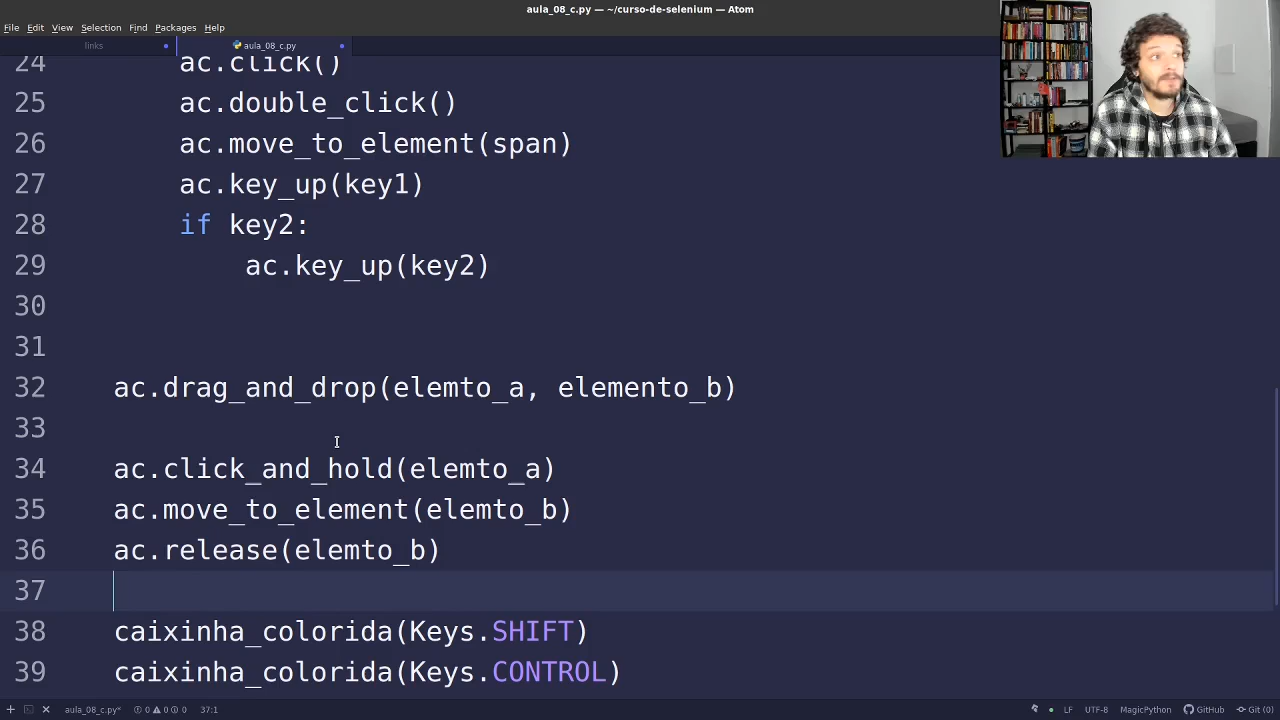 aula_08_c.py — ~/curso-de-selenium — Atom
File Edit View Selection Find Packages Help
links aula_08_c.py
24 ac.click()
25 ac.double_click()
26 ac.move_to_element(span)
27 ac.key_up(key1)
28 if key2:
29 ac.key_up(key2)
30
31
32 ac.drag_and_drop(elemto_a, elemento_b)
33
34 ac.click_and_hold(elemto_a)
35 ac.move_to_element(elemto_b)
36 ac.release(elemto_b)
37
38 caixinha_colorida(Keys.SHIFT)
39 caixinha_colorida(Keys.CONTROL)
aula_08_c.py* 0 0 0 37:1 LF UTF-8 MagicPython GitHub Git (0)